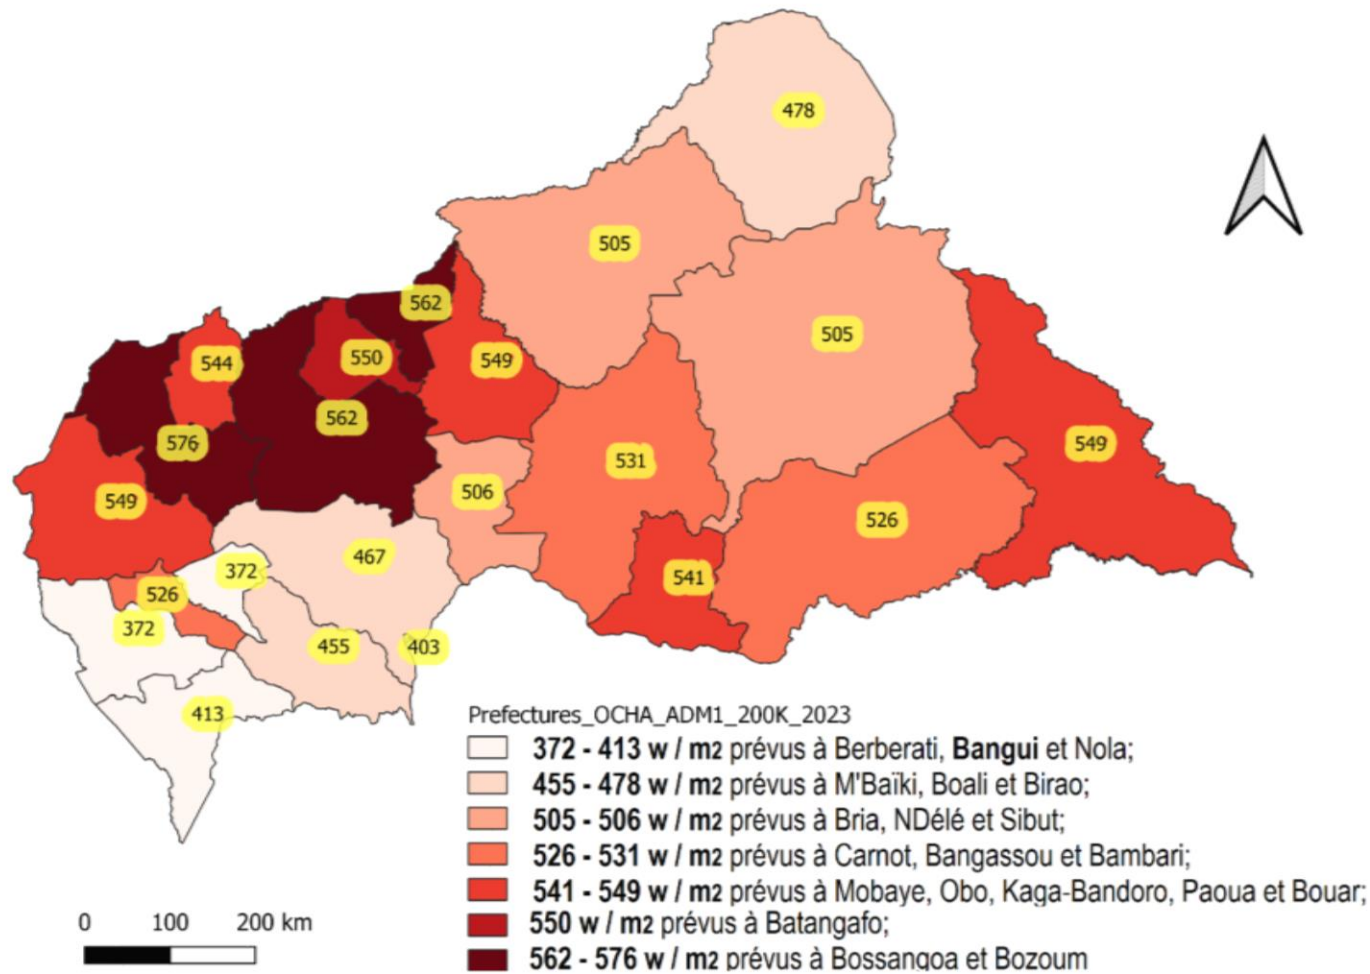 478
505
562
505
544
550
549
562
576
549
531
549
506
549
526
467
372
541
526
372
455
403
413
Prefectures_OCHA_ADM1_200K_2023
372 - 413 w / m2 prévus à Berberati, Bangui et Nola;
455 - 478 w / m2 prévus à M'Baïki, Boali et Birao;
505 - 506 w / m2 prévus à Bria, NDélé et Sibut;
526 - 531 w / m2 prévus à Carnot, Bangassou et Bambari;
541 - 549 w / m2 prévus à Mobaye, Obo, Kaga-Bandoro, Paoua et Bouar;
550 w / m2 prévus à Batangafo;
562 - 576 w / m2 prévus à Bossangoa et Bozoum
0 100 200 km